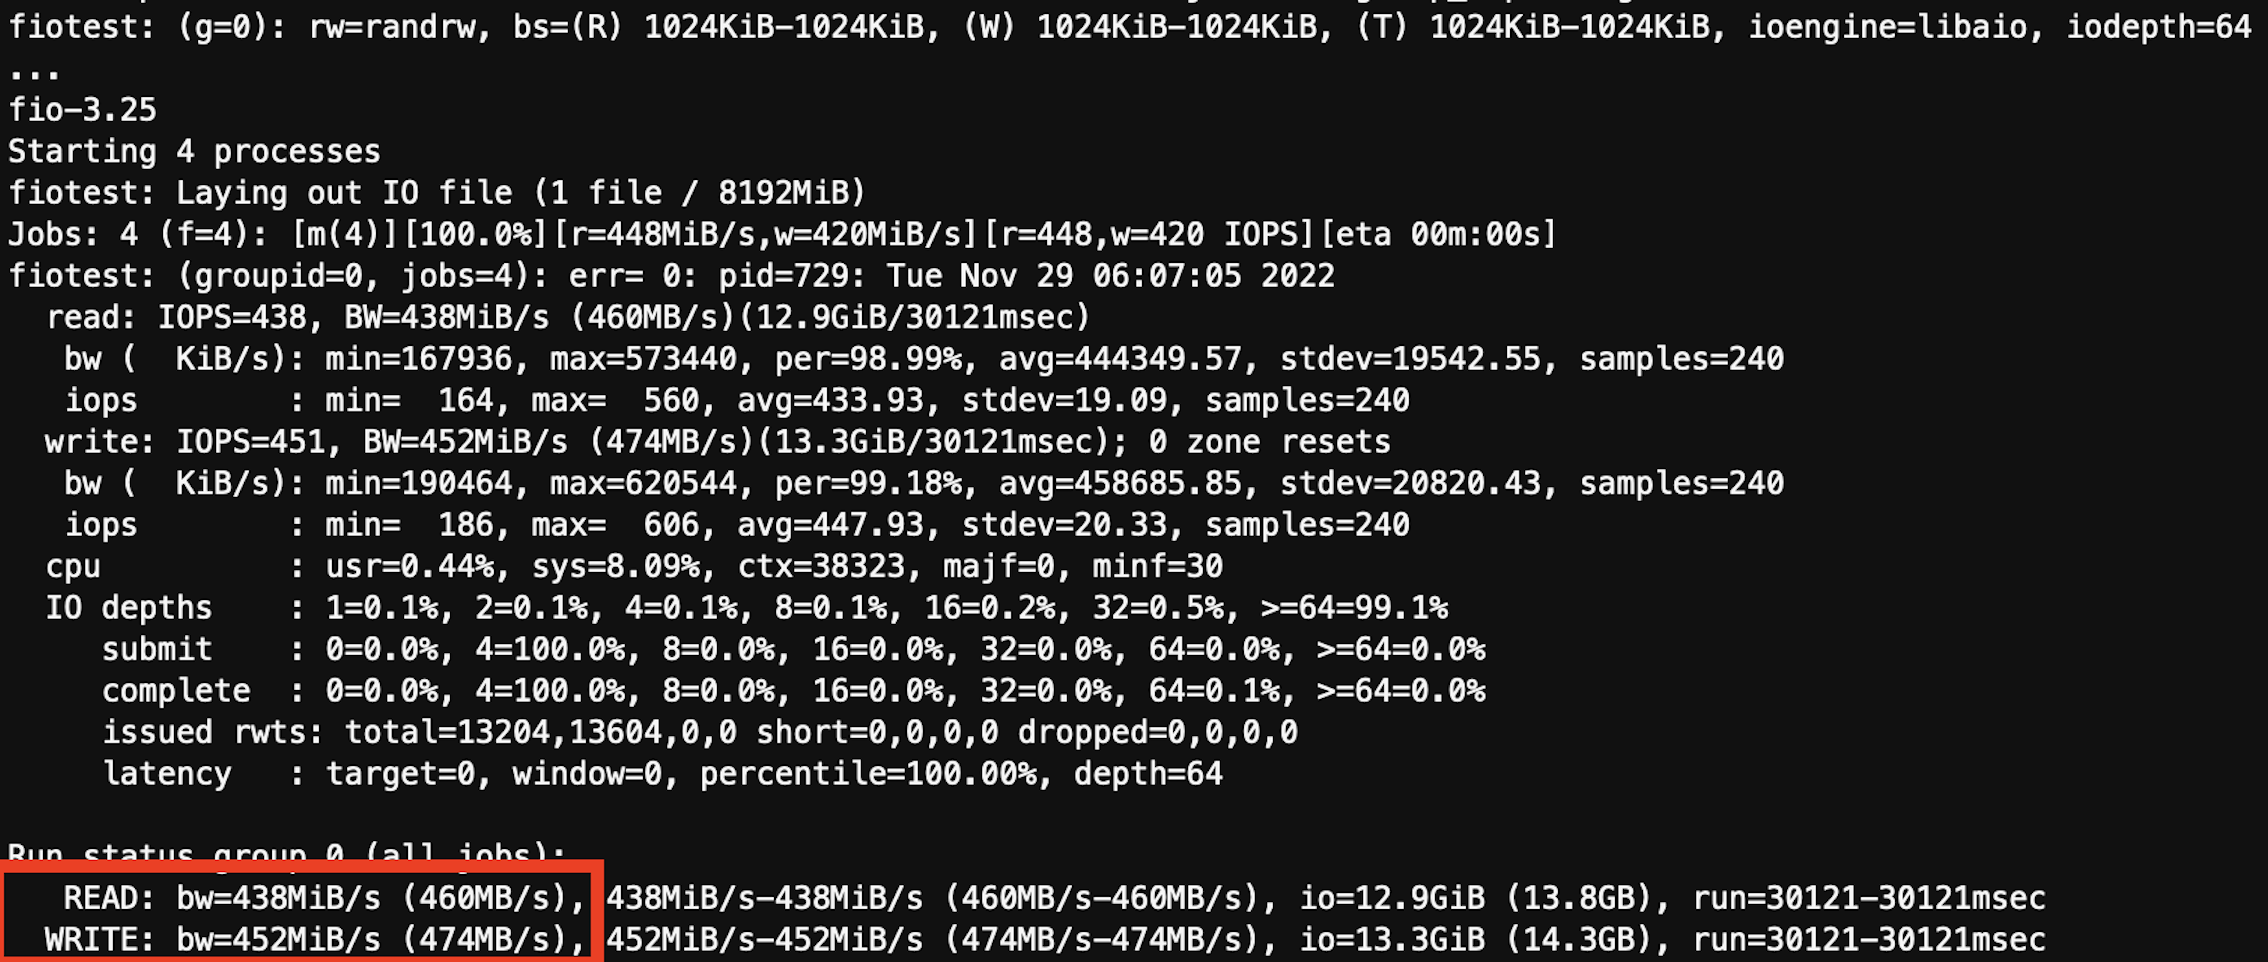 fiotest: (g=0): rw=randrw, bs=(R) 1024KiB-1024KiB, (W) 1024KiB-1024KiB, (T) 1024KiB-1024KiB, ioengine=libaio, iodepth=64
...
fio-3.25
Starting 4 processes
fiotest: Laying out IO file (1 file / 8192MiB)
Jobs: 4 (f=4): [m(4)][100.0%][r=448MiB/s,w=420MiB/s][r=448,w=420 IOPS][eta 00m:00s]
fiotest: (groupid=0, jobs=4): err= 0: pid=729: Tue Nov 29 06:07:05 2022
  read: IOPS=438, BW=438MiB/s (460MB/s)(12.9GiB/30121msec)
   bw (  KiB/s): min=167936, max=573440, per=98.99%, avg=444349.57, stdev=19542.55, samples=240
   iops        : min=  164, max=  560, avg=433.93, stdev=19.09, samples=240
  write: IOPS=451, BW=452MiB/s (474MB/s)(13.3GiB/30121msec); 0 zone resets
   bw (  KiB/s): min=190464, max=620544, per=99.18%, avg=458685.85, stdev=20820.43, samples=240
   iops        : min=  186, max=  606, avg=447.93, stdev=20.33, samples=240
  cpu          : usr=0.44%, sys=8.09%, ctx=38323, majf=0, minf=30
  IO depths    : 1=0.1%, 2=0.1%, 4=0.1%, 8=0.1%, 16=0.2%, 32=0.5%, >=64=99.1%
     submit    : 0=0.0%, 4=100.0%, 8=0.0%, 16=0.0%, 32=0.0%, 64=0.0%, >=64=0.0%
     complete  : 0=0.0%, 4=100.0%, 8=0.0%, 16=0.0%, 32=0.0%, 64=0.1%, >=64=0.0%
     issued rwts: total=13204,13604,0,0 short=0,0,0,0 dropped=0,0,0,0
     latency   : target=0, window=0, percentile=100.00%, depth=64
Run status group 0 (all jobs):
   READ: bw=438MiB/s (460MB/s), 438MiB/s-438MiB/s (460MB/s-460MB/s), io=12.9GiB (13.8GB), run=30121-30121msec
  WRITE: bw=452MiB/s (474MB/s), 452MiB/s-452MiB/s (474MB/s-474MB/s), io=13.3GiB (14.3GB), run=30121-30121msec